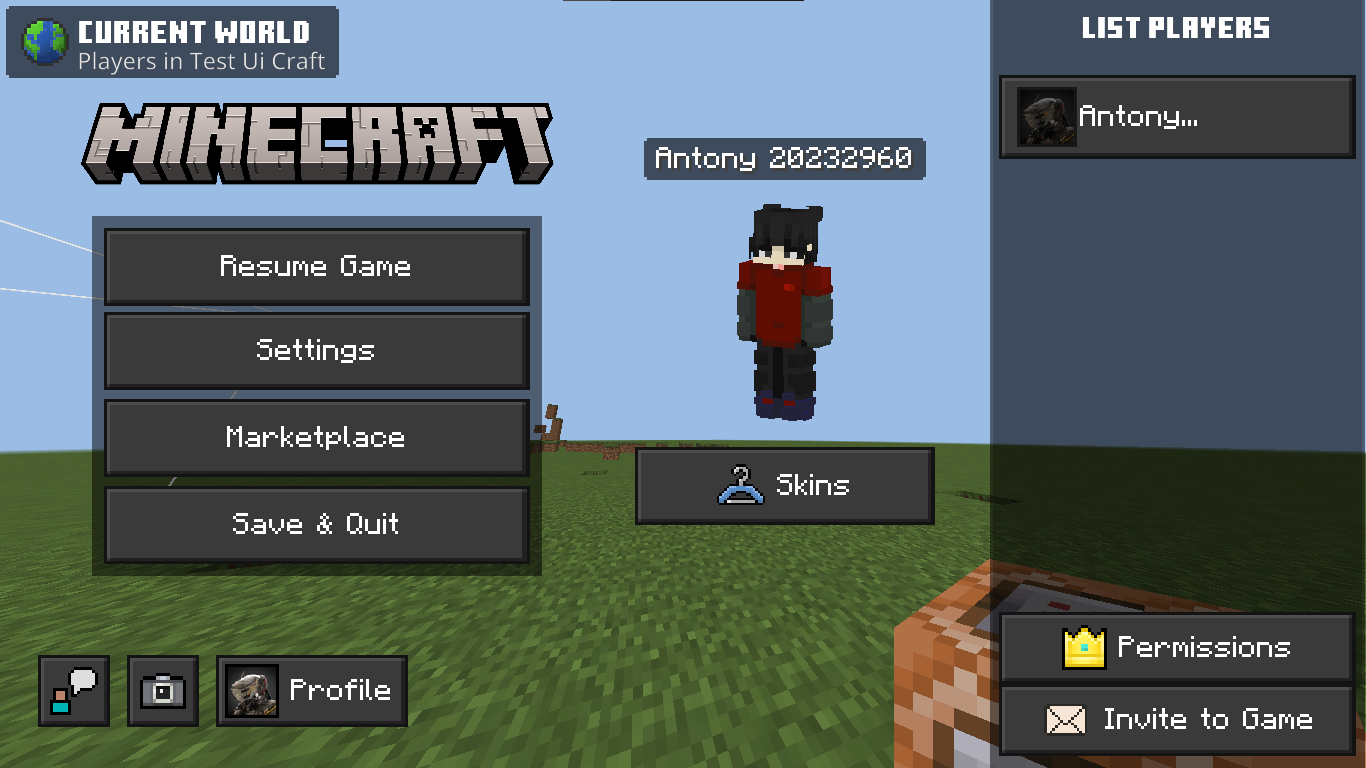 CURRENT WORLD
Players in Test Ui Craft
MINECRAFT
Resume Game
Settings
Marketplace
Save & Quit
Profile
Antony 20232960
Skins
LIST PLAYERS
Antony...
Permissions
Invite to Game